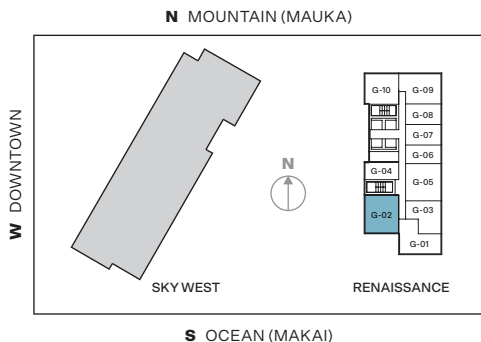 N MOUNTAIN (MAUKA)
W DOWNTOWN
N
G-10 G-09
G-08
G-07
G-06
G-04
G-05
G-02 G-03
G-01
SKY WEST RENAISSANCE
S OCEAN (MAKAI)